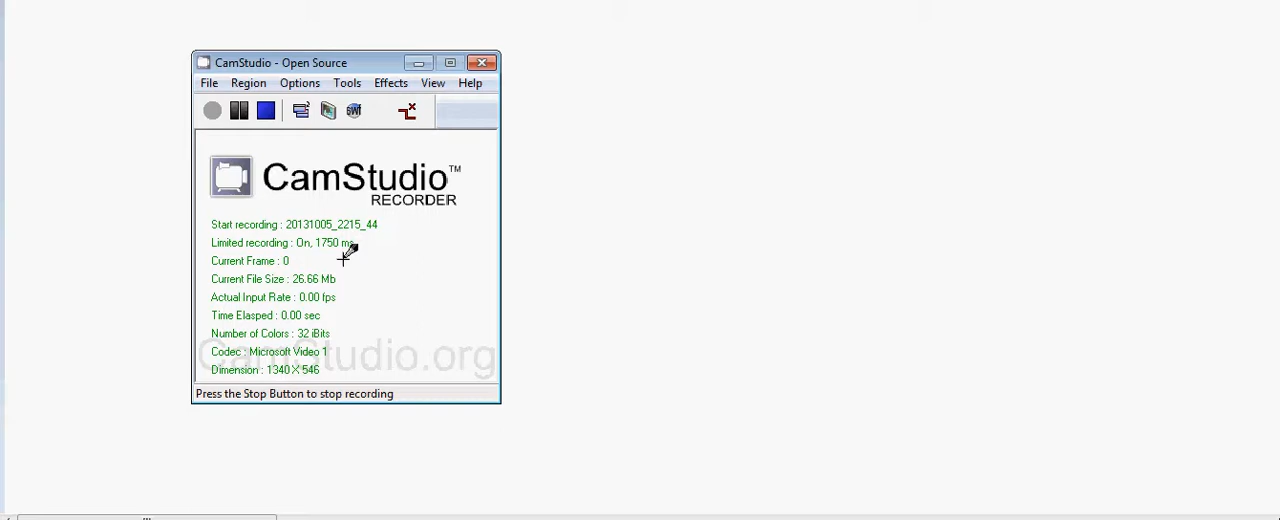 CamStudio - Open Source
File Region Options Tools Effects View Help
SWF
CamStudio™
RECORDER
Start recording : 20131005_2215_44
Limited recording : On, 1750 ms
Current Frame : 0
Current File Size : 26.66 Mb
Actual Input Rate : 0.00 fps
Time Elasped : 0.00 sec
Number of Colors : 32 iBits
Codec : Microsoft Video 1
CamStudio.org
Dimension : 1340 X 546
Press the Stop Button to stop recording